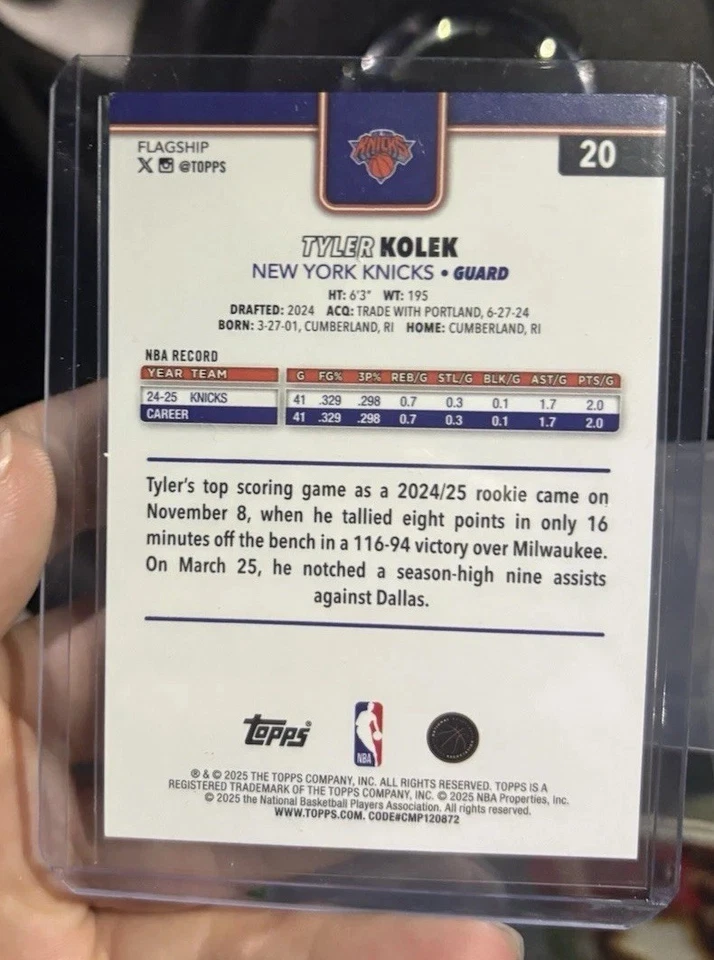 FLAGSHIP
X @TOPPS
KNICKS
20
TYLER KOLEK
NEW YORK KNICKS • GUARD
HT: 6'3" WT: 195
DRAFTED: 2024 ACQ: TRADE WITH PORTLAND, 6-27-24
BORN: 3-27-01, CUMBERLAND, RI HOME: CUMBERLAND, RI
NBA RECORD
YEAR TEAM G FG% 3P% REB/G STL/G BLK/G AST/G PTS/G
24-25 KNICKS 41 .329 .298 0.7 0.3 0.1 1.7 2.0
CAREER 41 .329 .298 0.7 0.3 0.1 1.7 2.0
Tyler's top scoring game as a 2024/25 rookie came on
November 8, when he tallied eight points in only 16
minutes off the bench in a 116-94 victory over Milwaukee.
On March 25, he notched a season-high nine assists
against Dallas.
Topps®
NBA
® & © 2025 THE TOPPS COMPANY, INC. ALL RIGHTS RESERVED. TOPPS IS A
REGISTERED TRADEMARK OF THE TOPPS COMPANY, INC. © 2025 NBA Properties, Inc.
© 2025 the National Basketball Players Association. All rights reserved.
WWW.TOPPS.COM. CODE#CMP120872